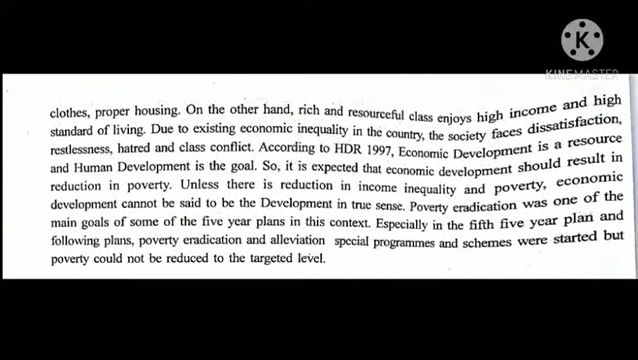 K
KINEMASTER
clothes, proper housing. On the other hand, rich and resourceful class enjoys high income and high
standard of living. Due to existing economic inequality in the country, the society faces dissatisfaction,
restlessness, hatred and class conflict. According to HDR 1997, Economic Development is a resource
and Human Development is the goal. So, it is expected that economic development should result in
reduction in poverty. Unless there is reduction in income inequality and poverty, economic
development cannot be said to be the Development in true sense. Poverty eradication was one of the
main goals of some of the five year plans in this context. Especially in the fifth five year plan and
following plans, poverty eradication and alleviation special programmes and schemes were started but
poverty could not be reduced to the targeted level.